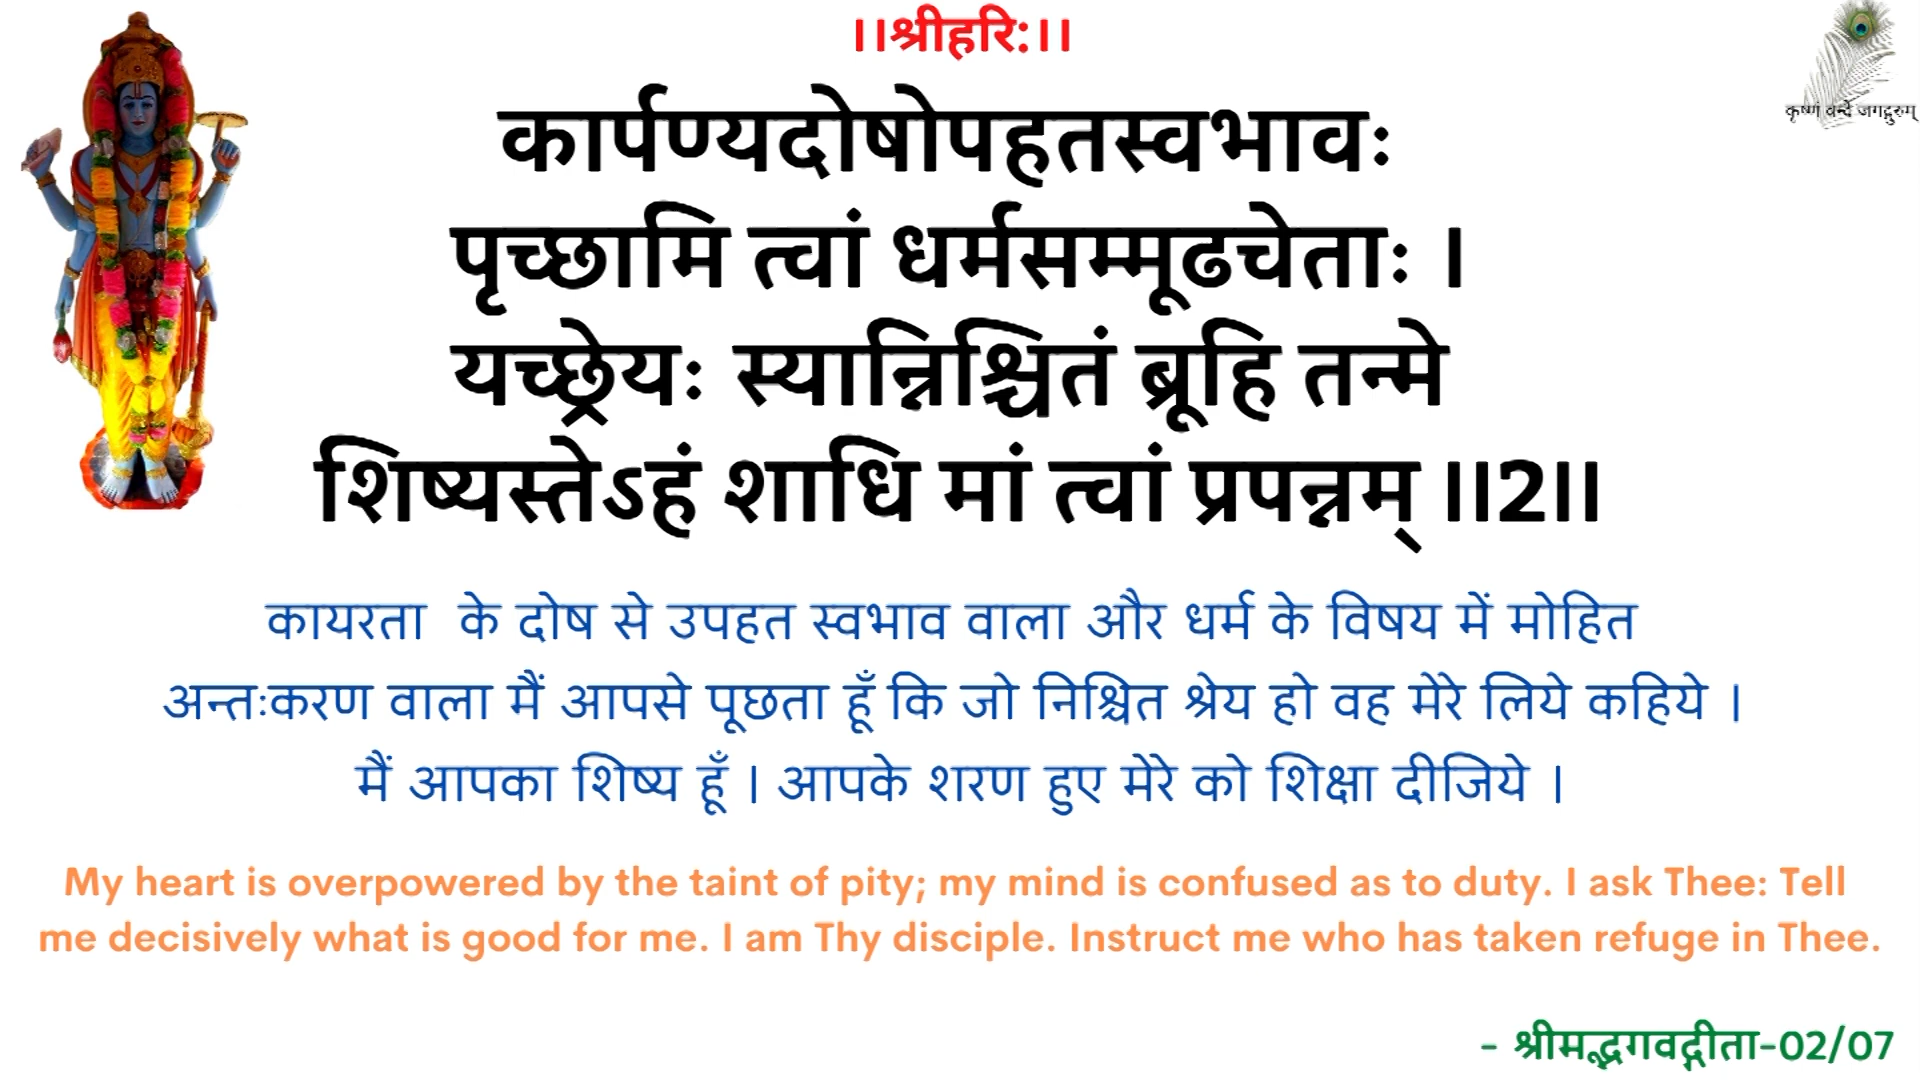 ।।श्रीहरि:।।
कृष्णं वन्दे जगद्गुरुम्
कार्पण्यदोषोपहतस्वभावः
पृच्छामि त्वां धर्मसम्मूढचेताः ।
यच्छ्रेयः स्यान्निश्चितं ब्रूहि तन्मे
शिष्यस्तेऽहं शाधि मां त्वां प्रपन्नम् ।।2।।
कायरता के दोष से उपहत स्वभाव वाला और धर्म के विषय में मोहित
अन्तःकरण वाला मैं आपसे पूछता हूँ कि जो निश्चित श्रेय हो वह मेरे लिये कहिये ।
मैं आपका शिष्य हूँ । आपके शरण हुए मेरे को शिक्षा दीजिये ।
My heart is overpowered by the taint of pity; my mind is confused as to duty. I ask Thee: Tell
me decisively what is good for me. I am Thy disciple. Instruct me who has taken refuge in Thee.
- श्रीमद्भगवद्गीता-02/07